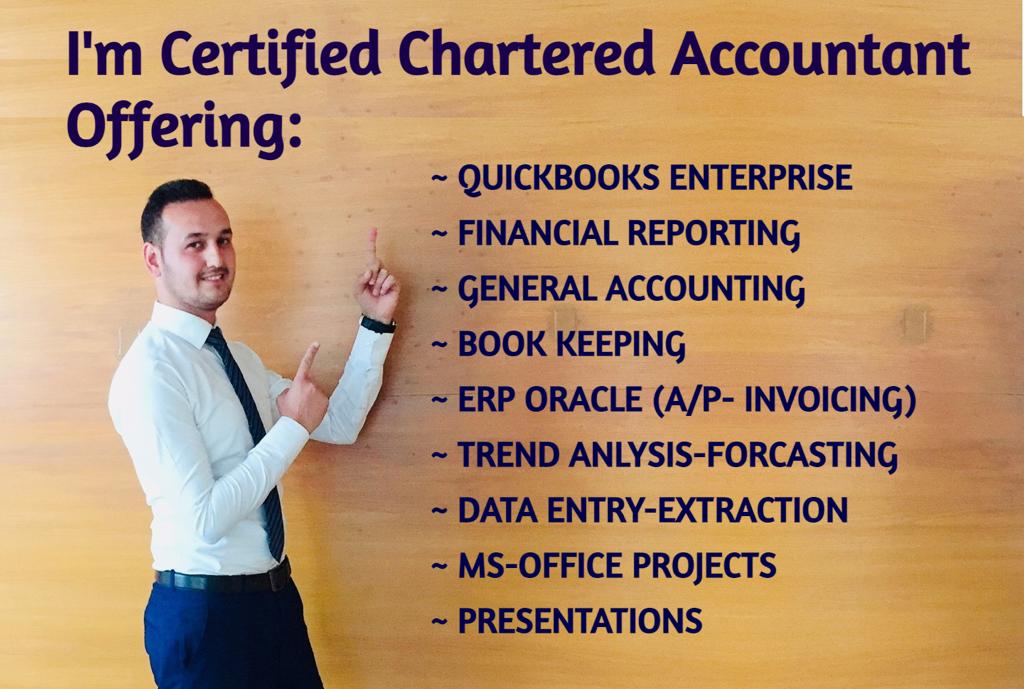 I'm Certified Chartered Accountant
Offering:
~ QUICKBOOKS ENTERPRISE
~ FINANCIAL REPORTING
~ GENERAL ACCOUNTING
~ BOOK KEEPING
~ ERP ORACLE (A/P- INVOICING)
~ TREND ANLYSIS-FORCASTING
~ DATA ENTRY-EXTRACTION
~ MS-OFFICE PROJECTS
~ PRESENTATIONS